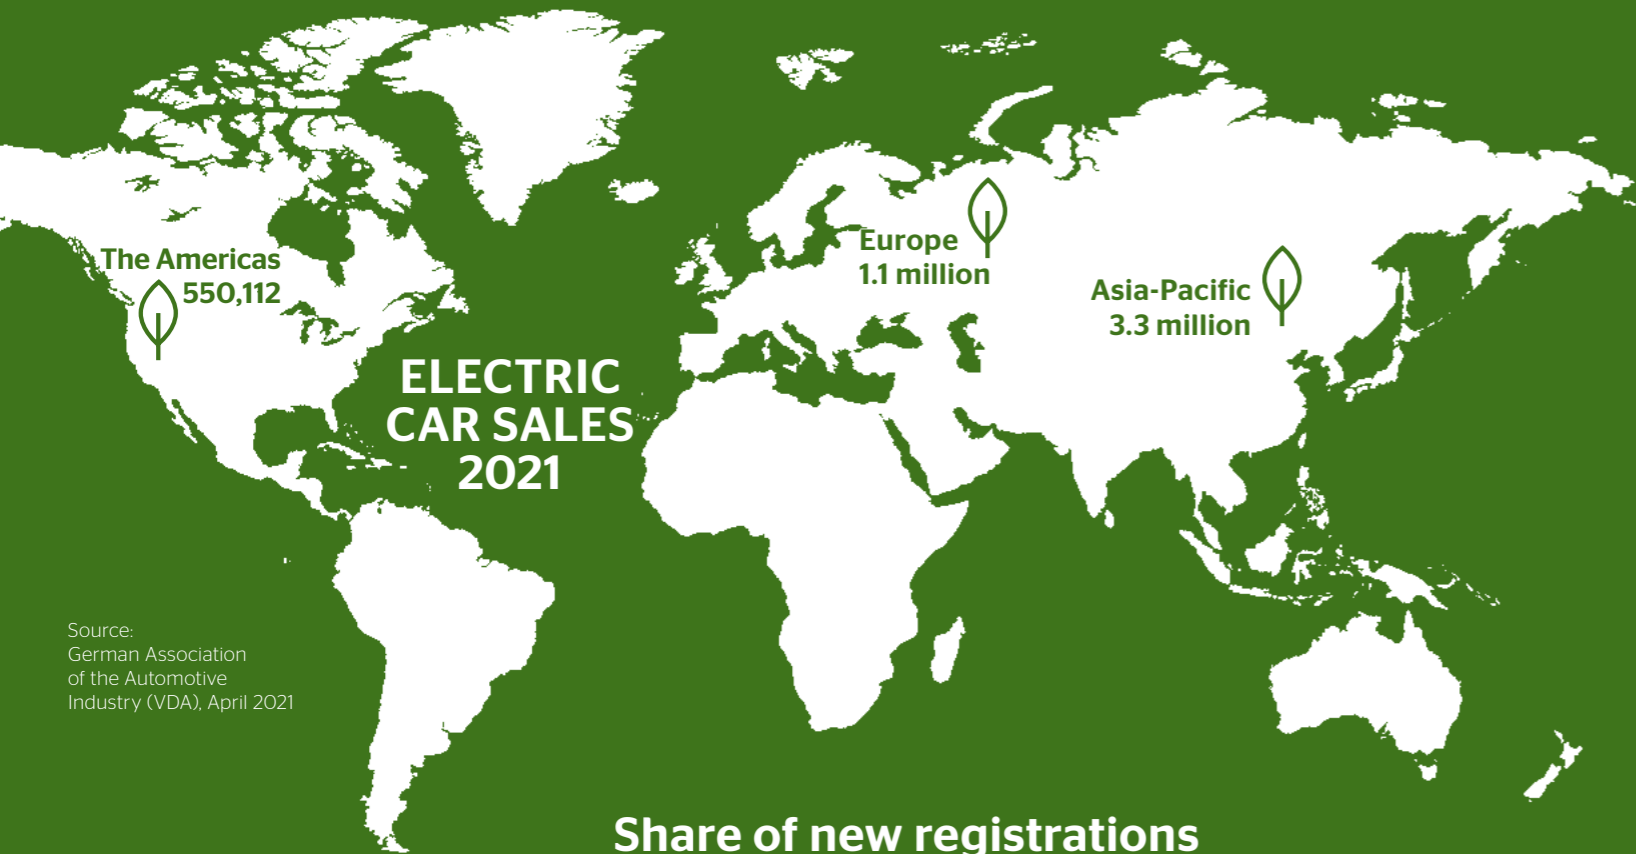 The Americas
550,112
Europe
1.1 million
Asia-Pacific
3.3 million
ELECTRIC
CAR SALES
2021
Source:
German Association
of the Automotive
Industry (VDA), April 2021
Share of new registrations